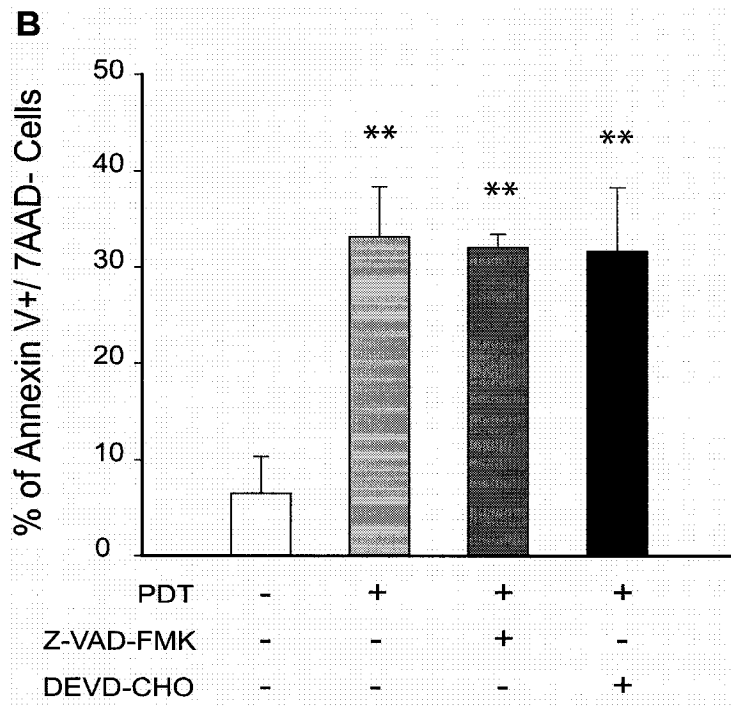 B
% of Annexin V+/ 7AAD- Cells
50
40
30
20
10
0
** ** **
PDT - + + +
Z-VAD-FMK - - + -
DEVD-CHO - - - +